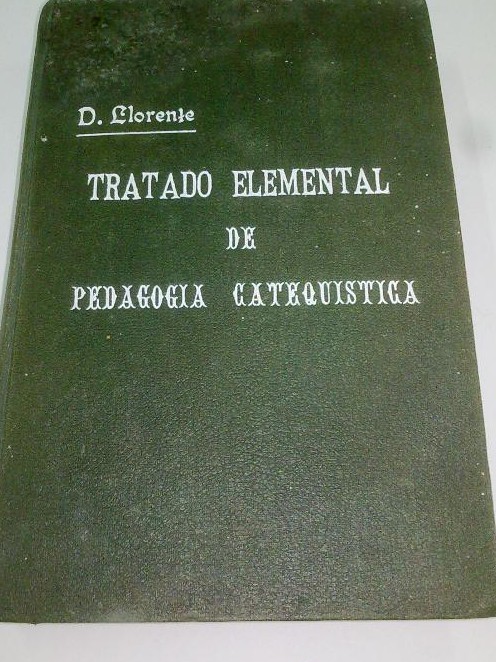 D. Llorente
TRATADO ELEMENTAL
DE
PEDAGOGIA CATEQUISTICA